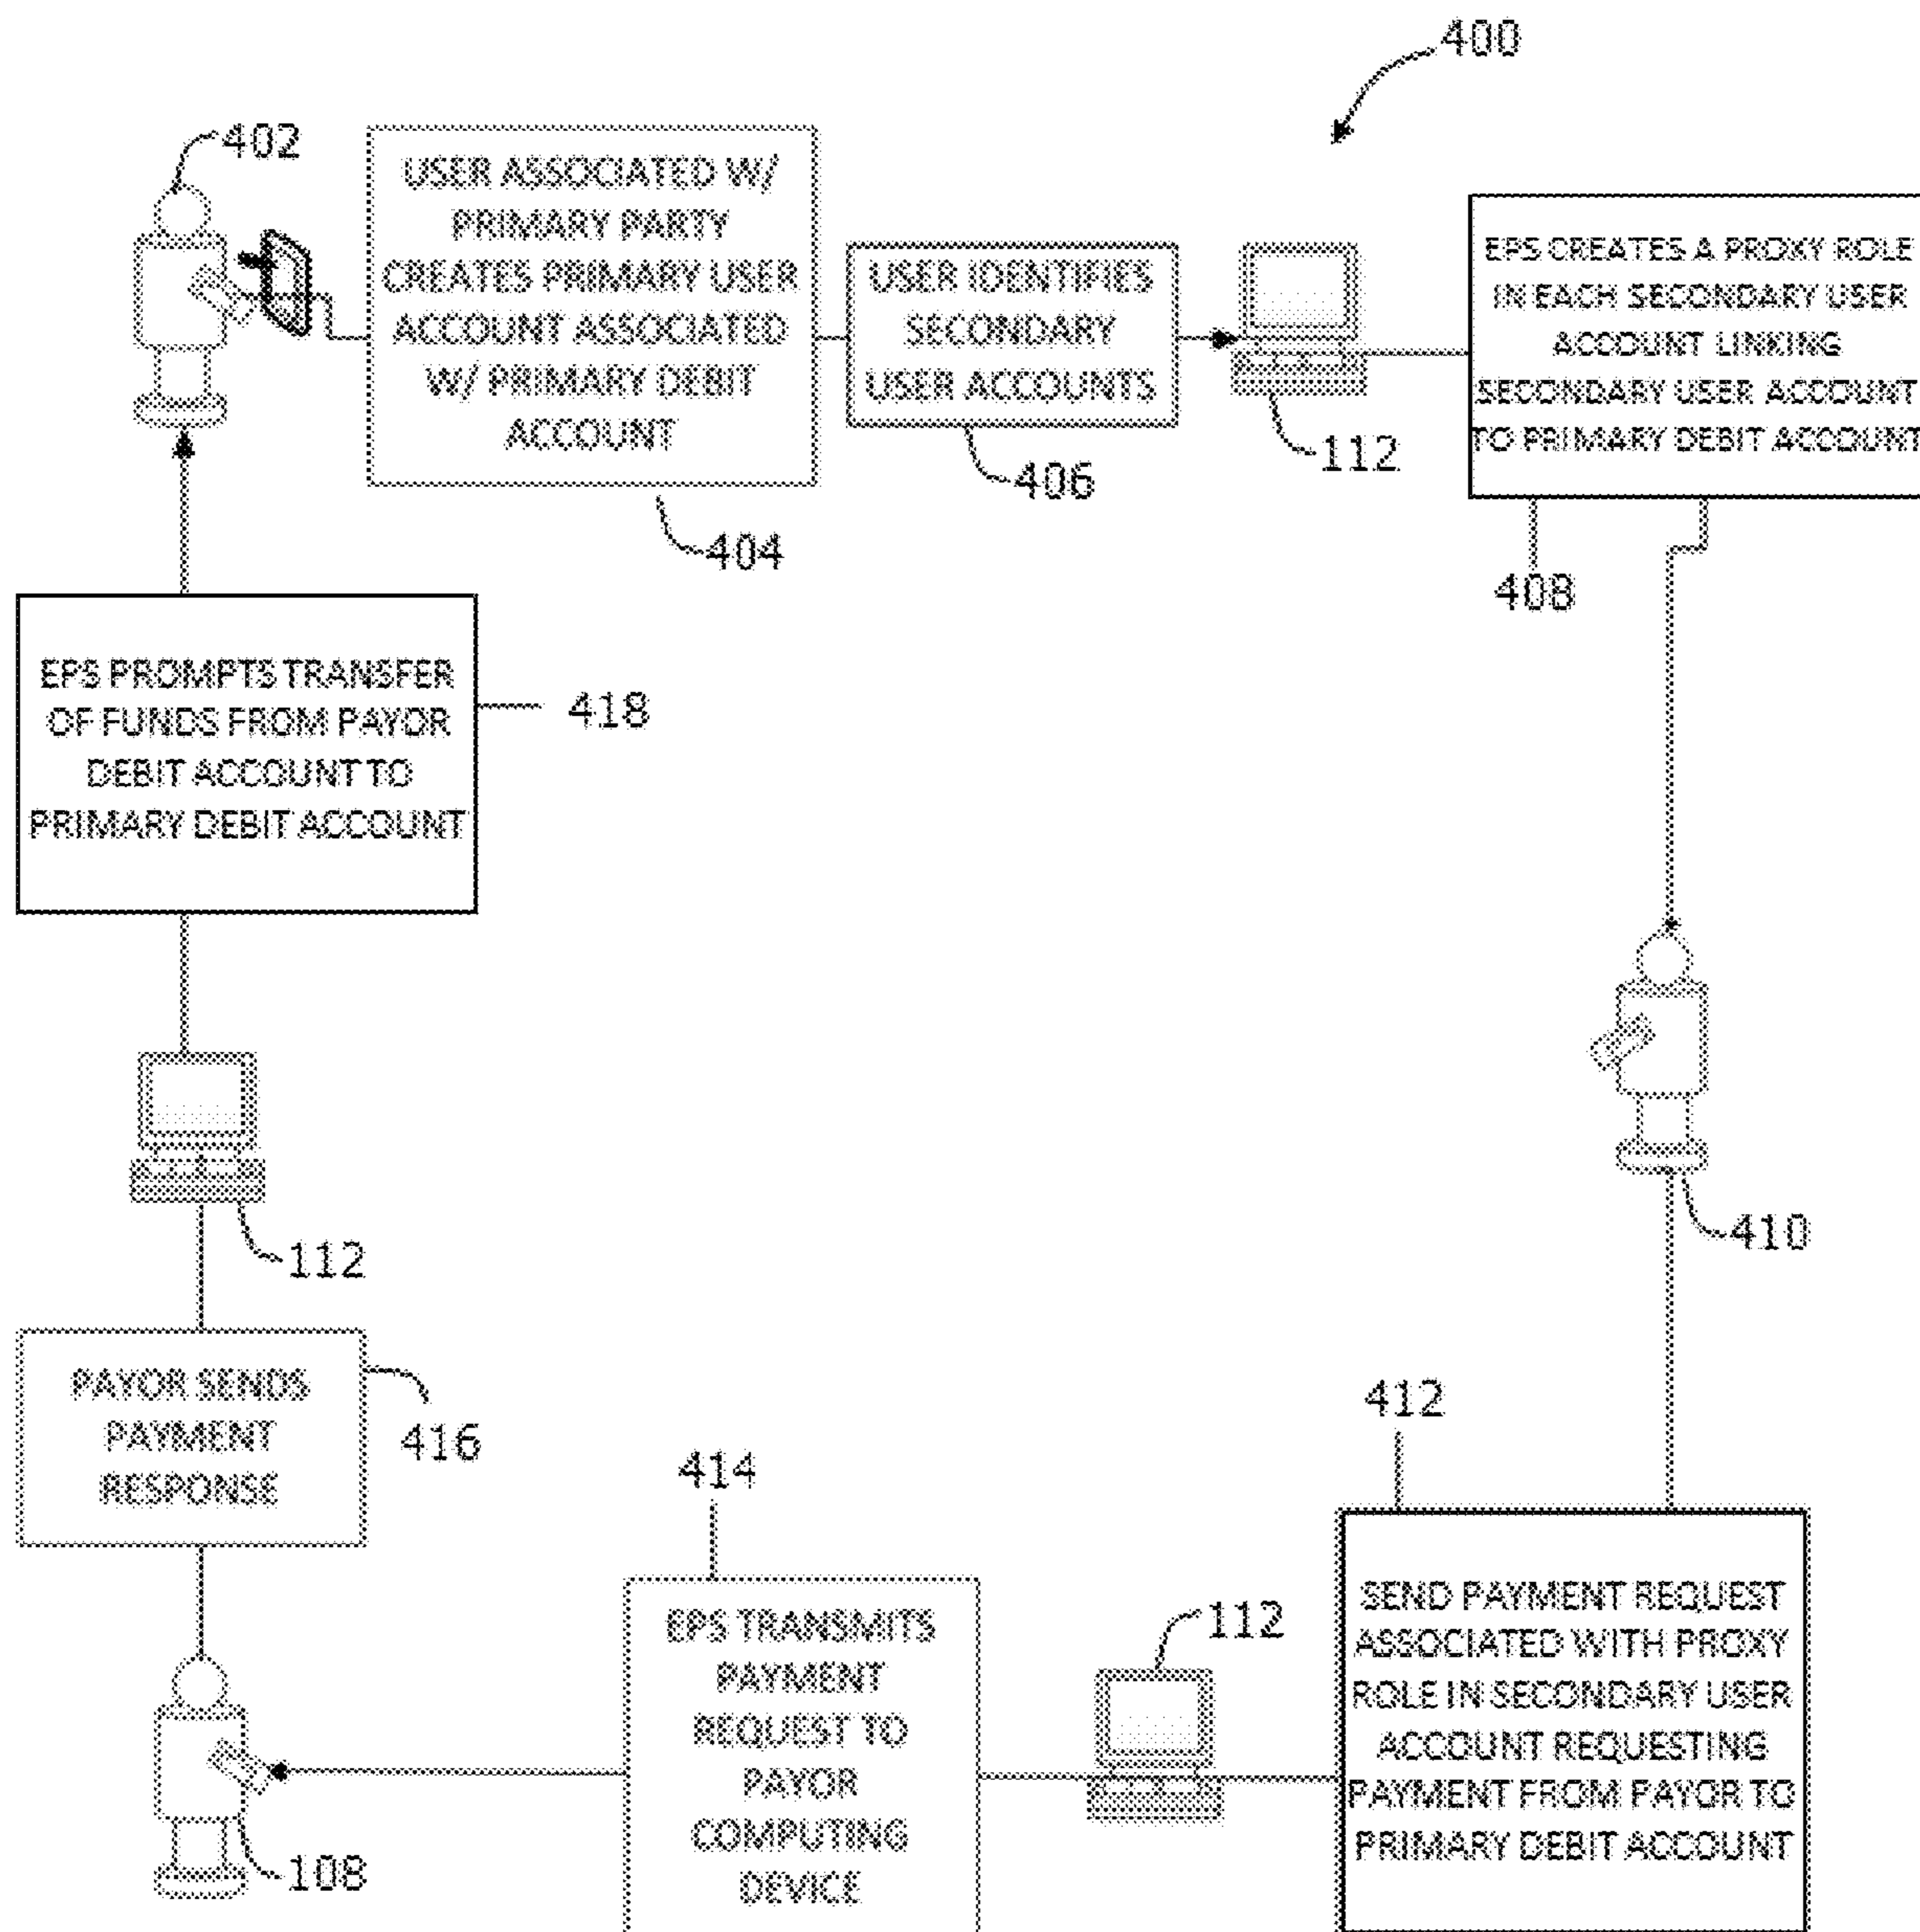 400
402
USER ASSOCIATED W/
PRIMARY PARTY
CREATES PRIMARY USER
ACCOUNT ASSOCIATED
W/ PRIMARY DEBIT
ACCOUNT
404
USER IDENTIFIES
SECONDARY
USER ACCOUNTS
406
112
EPS CREATES A PROXY ROLE
IN EACH SECONDARY USER
ACCOUNT LINKING
SECONDARY USER ACCOUNT
TO PRIMARY DEBIT ACCOUNT
408
EPS PROMPTS TRANSFER
OF FUNDS FROM PAYOR
DEBIT ACCOUNT TO
PRIMARY DEBIT ACCOUNT
418
410
112
PAYOR SENDS
PAYMENT
RESPONSE
416
412
414
EPS TRANSMITS
PAYMENT
REQUEST TO
PAYOR
COMPUTING
DEVICE
112
SEND PAYMENT REQUEST
ASSOCIATED WITH PROXY
ROLE IN SECONDARY USER
ACCOUNT REQUESTING
PAYMENT FROM PAYOR TO
PRIMARY DEBIT ACCOUNT
108